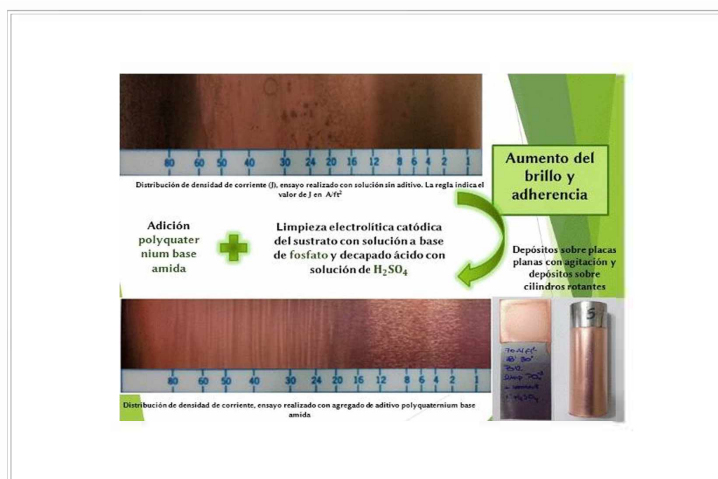 80 60 50 40 30 24 20 16 12 8 6 4 2 1
Distribución de densidad de corriente (J), ensayo realizado con solución sin aditivo. La regla indica el
valor de J en A/ft²
Aumento del
brillo y
adherencia
Adición
polyquater
nium base
amida
Limpieza electrolítica catódica
del sustrato con solución a base
de fosfato y decapado ácido con
solución de H₂SO₄
Depósitos sobre placas
planas con agitación y
depósitos sobre
cilindros rotantes
80 60 50 40 30 24 20 16 12 8 6 4 2 1
Distribución de densidad de corriente, ensayo realizado con agregado de aditivo polyquaternium base
amida
5